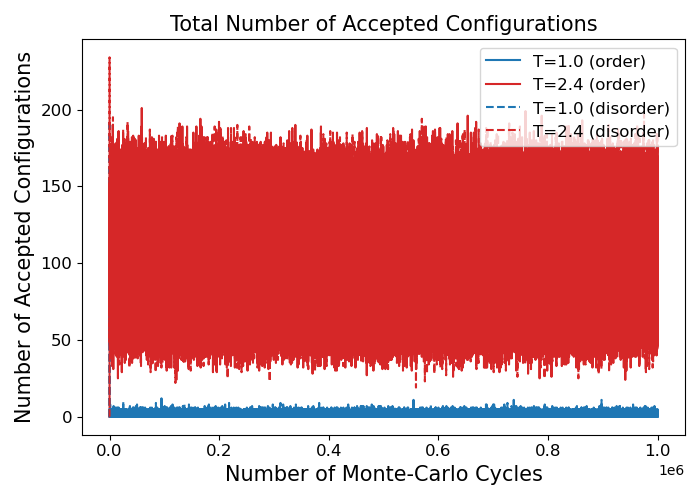 Total Number of Accepted Configurations
T=1.0 (order)
T=2.4 (order)
T=1.0 (disorder)
T=2.4 (disorder)
Number of Accepted Configurations
200
150
100
50
0
0.0 0.2 0.4 0.6 0.8 1.0
1e6
Number of Monte-Carlo Cycles